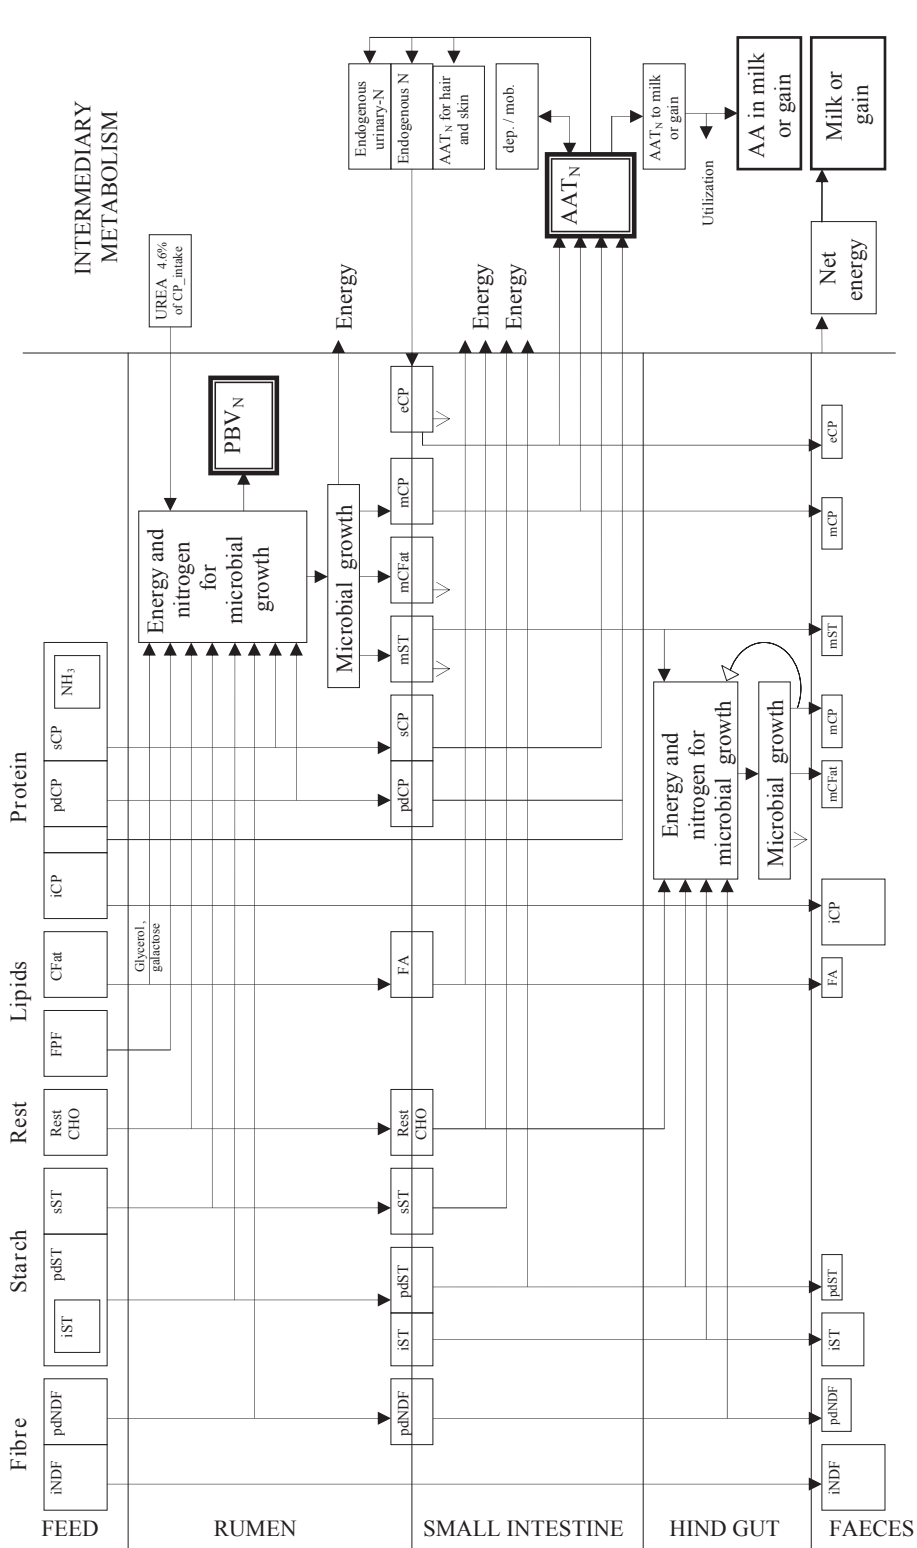 Fibre
Starch
Rest
Lipids
Protein
INTERMEDIARY
METABOLISM
FEED
iNDF
pdNDF
iST
pdST
sST
Rest
CHO
FPF
CFat
iCP
pdCP
sCP
NH3
RUMEN
Glycerol,
galactose
Energy and
nitrogen
for
microbial
growth
PBVN
UREA 4.6%
of CP_intake
Microbial growth
Energy
SMALL INTESTINE
pdNDF
iST
pdST
sST
Rest
CHO
FA
pdCP
sCP
mST
mCFat
mCP
eCP
Endogenous
urinary-N
Endogenous N
AATN for hair
and skin
Energy
Energy
dep. / mob.
AATN
HIND GUT
Energy and
nitrogen for
microbial growth
Microbial growth
AATN to milk
or gain
Utilization
AA in milk
or gain
FAECES
iNDF
pdNDF
iST
pdST
FA
iCP
mCFat
mCP
mST
mCP
eCP
Net
energy
Milk or
gain